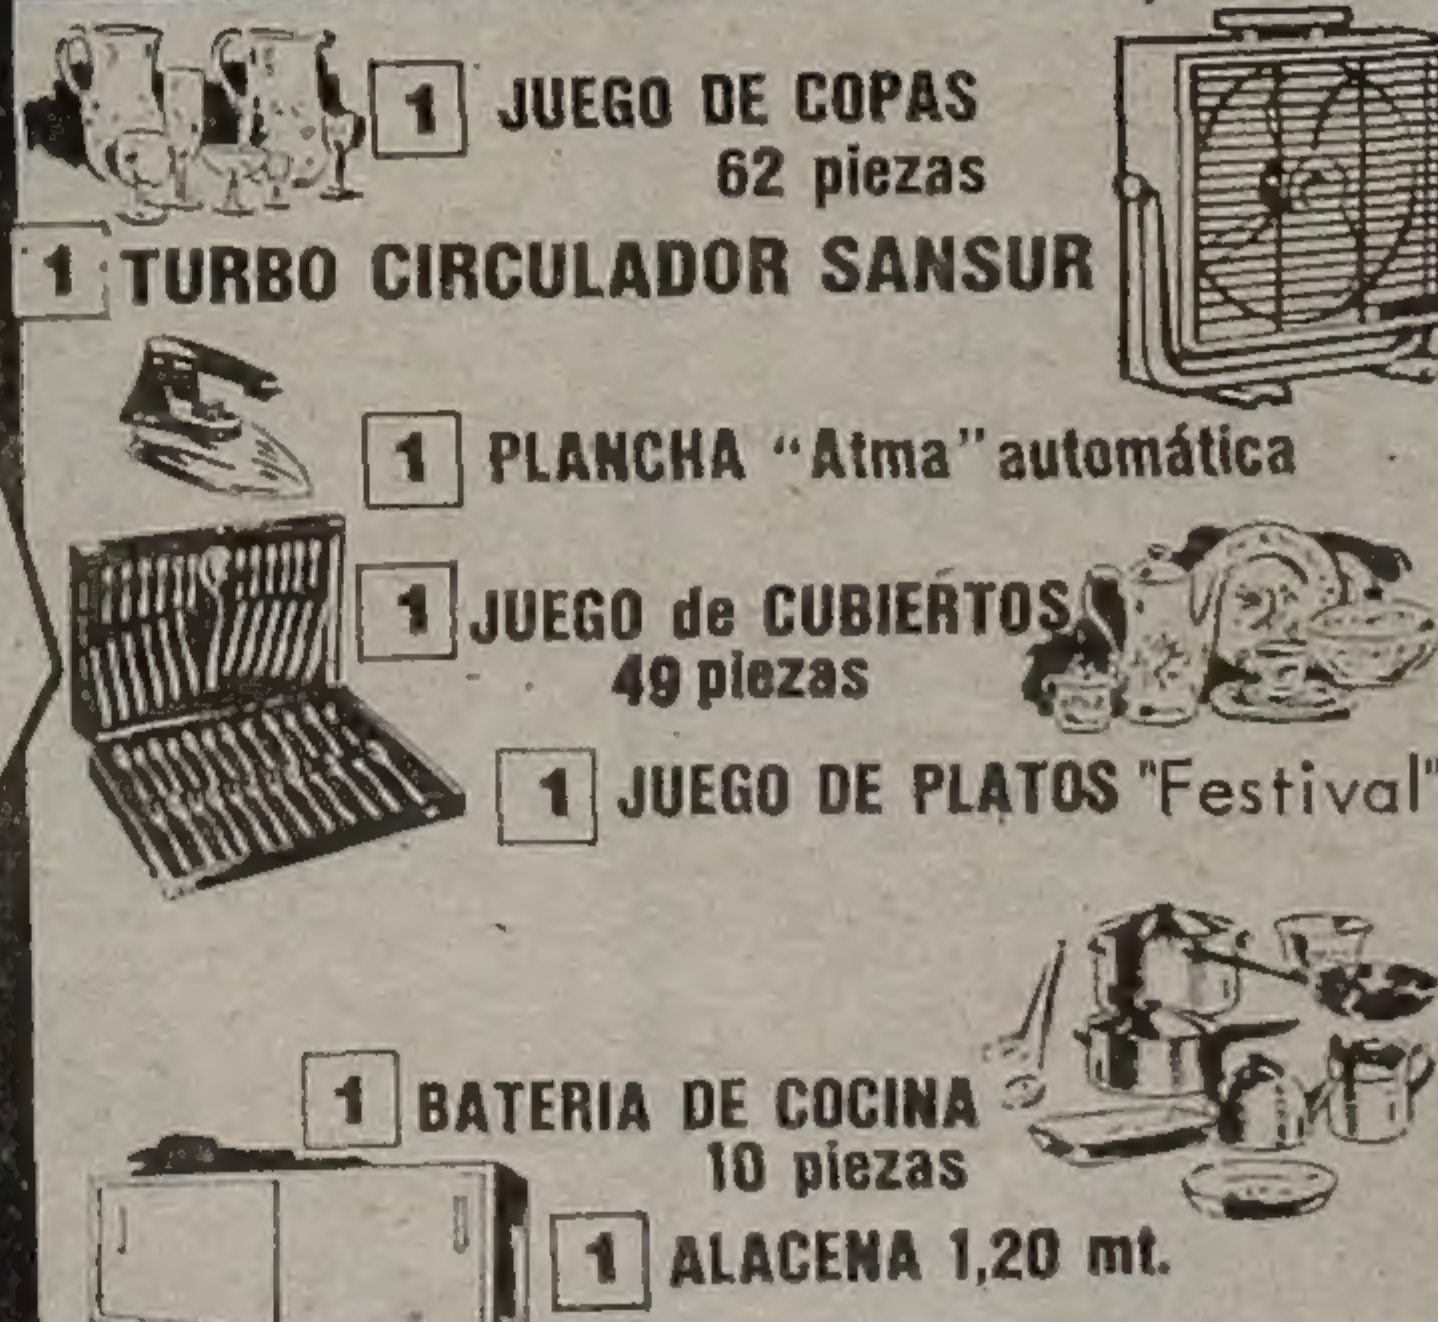 1 JUEGO DE COPAS
62 piezas
1 TURBO CIRCULADOR SANSUR
1 PLANCHA "Atma" automática
1 JUEGO de CUBIERTOS
49 piezas
1 JUEGO DE PLATOS "Festival"
1 BATERIA DE COCINA
10 piezas
1 ALACENA 1,20 mt.